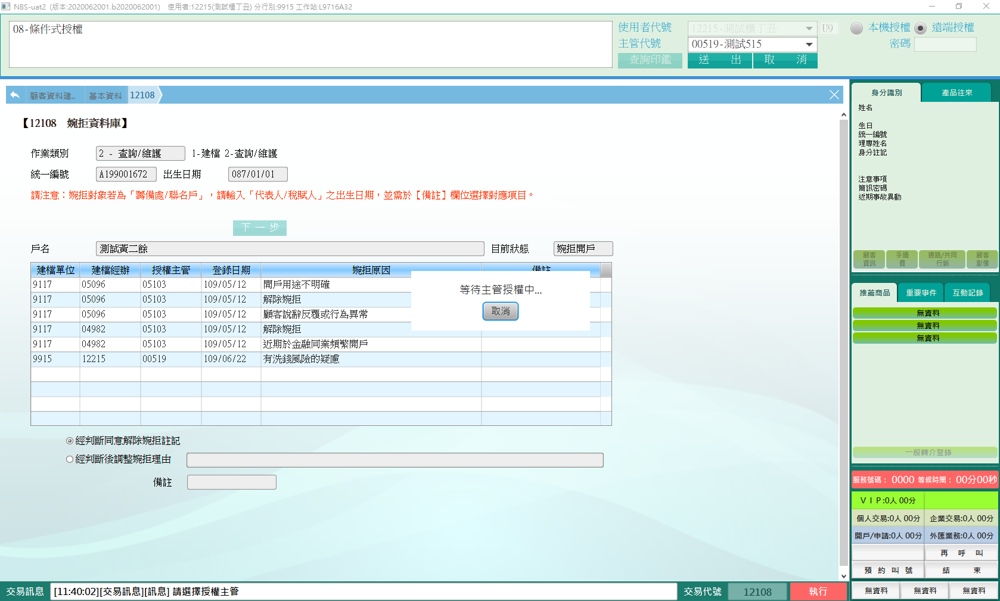 NBS-uat2 (版本:2020062001.b2020062001) 使用者:12215(測試櫃丁丑) 分行別:9915 工作站:L9716A32
08-條件式授權
使用者代號 12215-測試櫃丁丑 U9 本機授權 遠端授權
主管代號 00519-測試515 密碼
查詢印鑑 送 出 取 消
顧客資料建.. 基本資料 12108
【12108 婉拒資料庫】
作業類別 2 - 查詢/維護 1-建檔 2-查詢/維護
統一編號 A199001672 出生日期 087/01/01
請注意：婉拒對象若為「籌備處/聯名戶」，請輸入「代表人/稅賦人」之出生日期，並需於【備註】欄位選擇對應項目。
下一步
戶名 測試黃二餘 目前狀態 婉拒開戶
建檔單位 建檔經辦 授權主管 登錄日期 婉拒原因 備註
9117 05096 05103 109/05/12 開戶用途不明確
9117 05096 05103 109/05/12 解除婉拒
9117 05096 05103 109/05/12 顧客說辭反覆或行為異常
9117 04982 05103 109/05/12 解除婉拒
9117 04982 05103 109/05/12 近期於金融同業頻繁開戶
9915 12215 00519 109/06/22 有洗錢風險的疑慮
等待主管授權中...
取消
經判斷同意解除婉拒註記
經判斷後調整婉拒理由
備註
交易訊息 [11:40:02][交易訊息][訊息] 請選擇授權主管 交易代號 12108 執行
身分識別 產品往來
姓名
生日
統一編號
理專姓名
身分註記
注意事項
簡訊密碼
近期事故異動
顧客資訊 手續費 通路/共同行銷 顧客影像
推薦商品 重要事件 互動記錄
無資料
無資料
無資料
一般轉介登錄
服務號碼： 0000 等候時間： 00分00秒
ＶＩＰ:0人 00分
個人交易:0人 00分 企業交易:0人 00分
開戶/申請:0人 00分 外匯業務:0人 00分
再 呼 叫
預 約 叫 號 結 束
無資料 無資料 無資料